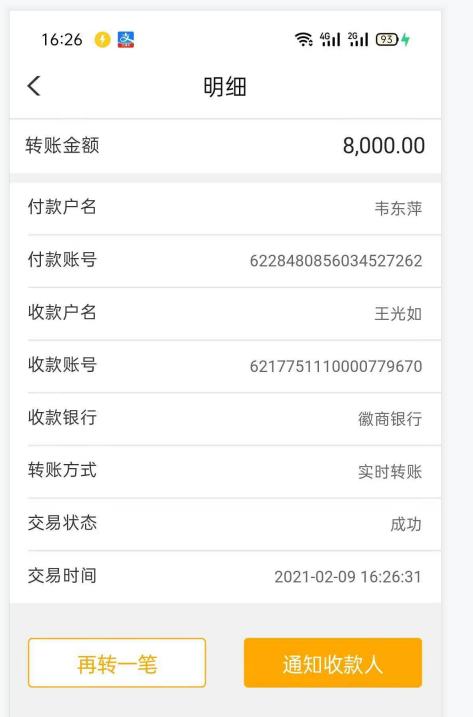 16:26 4G 2G 93
明细
转账金额 8,000.00
付款户名 韦东萍
付款账号 6228480856034527262
收款户名 王光如
收款账号 6217751110000779670
收款银行 徽商银行
转账方式 实时转账
交易状态 成功
交易时间 2021-02-09 16:26:31
再转一笔 通知收款人